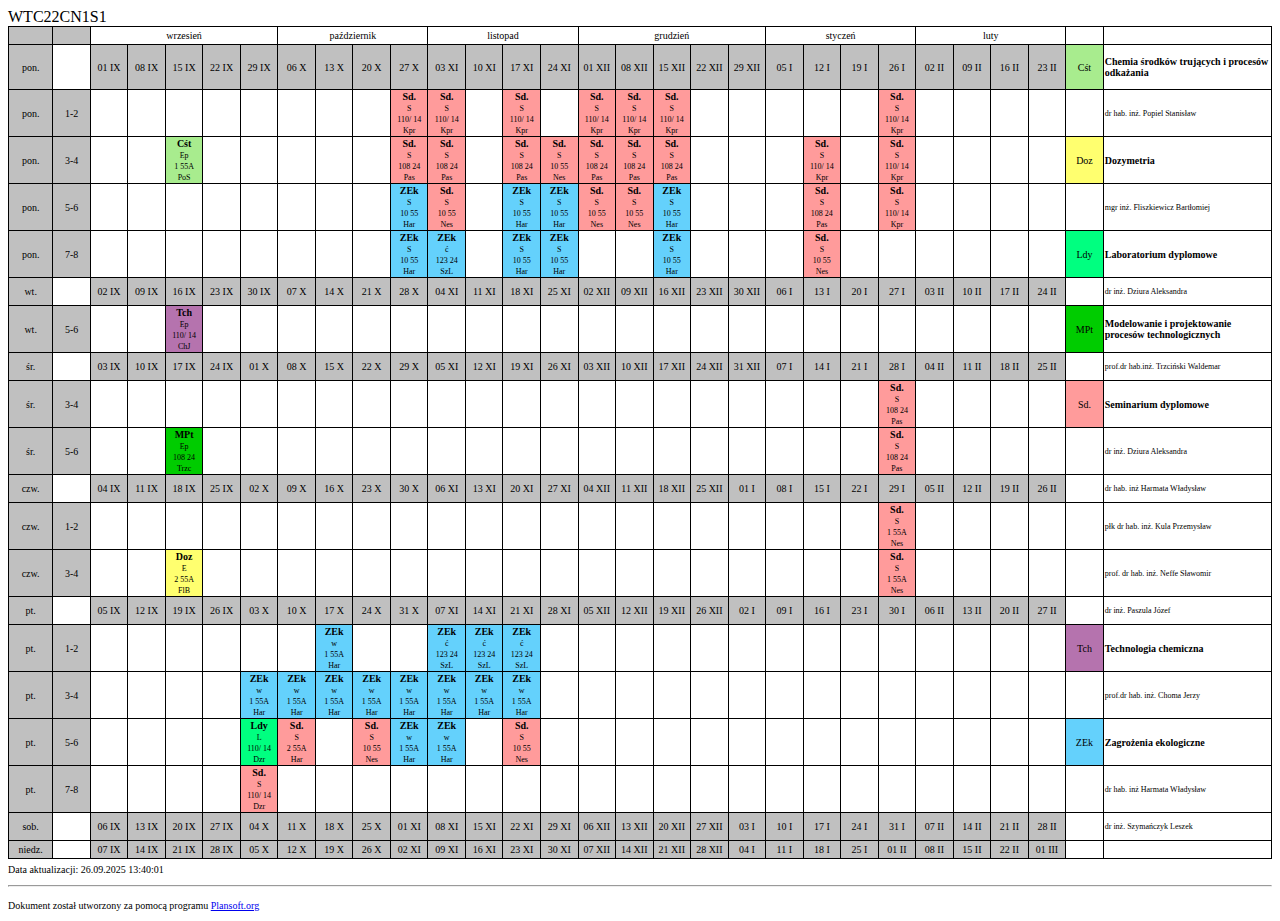 WTC22CN1S1
wrzesień październik listopad grudzień styczeń luty
pon. 01 IX 08 IX 15 IX 22 IX 29 IX 06 X 13 X 20 X 27 X 03 XI 10 XI 17 XI 24 XI 01 XII 08 XII 15 XII 22 XII 29 XII 05 I 12 I 19 I 26 I 02 II 09 II 16 II 23 II Cśt Chemia środków trujących i procesów
odkażania
Sd. Sd. Sd. Sd. Sd. Sd. Sd.
S S S S S S S
pon. 1-2 110/ 14 110/ 14 110/ 14 110/ 14 110/ 14 110/ 14 110/ 14 dr hab. inż. Popiel Stanisław
Kpr Kpr Kpr Kpr Kpr Kpr Kpr
Cśt Sd. Sd. Sd. Sd. Sd. Sd. Sd. Sd. Sd.
Ep S S S S S S S S S
pon. 3-4 1 55A 108 24 108 24 108 24 10 55 108 24 108 24 108 24 110/ 14 110/ 14 Doz Dozymetria
PoS Pas Pas Pas Nes Pas Pas Pas Kpr Kpr
ZEk Sd. ZEk ZEk Sd. Sd. ZEk Sd. Sd.
S S S S S S S S S
pon. 5-6 10 55 10 55 10 55 10 55 10 55 10 55 10 55 108 24 110/ 14 mgr inż. Fliszkiewicz Bartłomiej
Har Nes Har Har Nes Nes Har Pas Kpr
ZEk ZEk ZEk ZEk ZEk Sd.
S ć S S S S
pon. 7-8 10 55 123 24 10 55 10 55 10 55 10 55 Ldy Laboratorium dyplomowe
Har SzL Har Har Har Nes
wt. 02 IX 09 IX 16 IX 23 IX 30 IX 07 X 14 X 21 X 28 X 04 XI 11 XI 18 XI 25 XI 02 XII 09 XII 16 XII 23 XII 30 XII 06 I 13 I 20 I 27 I 03 II 10 II 17 II 24 II dr inż. Dziura Aleksandra
Tch
Ep
wt. 5-6 110/ 14 MPt Modelowanie i projektowanie
procesów technologicznych
ChJ
śr. 03 IX 10 IX 17 IX 24 IX 01 X 08 X 15 X 22 X 29 X 05 XI 12 XI 19 XI 26 XI 03 XII 10 XII 17 XII 24 XII 31 XII 07 I 14 I 21 I 28 I 04 II 11 II 18 II 25 II prof.dr hab.inż. Trzciński Waldemar
Sd.
S
śr. 3-4 108 24 Sd. Seminarium dyplomowe
Pas
MPt Sd.
Ep S
śr. 5-6 108 24 108 24 dr inż. Dziura Aleksandra
Trzc Pas
czw. 04 IX 11 IX 18 IX 25 IX 02 X 09 X 16 X 23 X 30 X 06 XI 13 XI 20 XI 27 XI 04 XII 11 XII 18 XII 25 XII 01 I 08 I 15 I 22 I 29 I 05 II 12 II 19 II 26 II dr hab. inż Harmata Władysław
Sd.
S
czw. 1-2 1 55A płk dr hab. inż. Kula Przemysław
Nes
Doz Sd.
E S
czw. 3-4 2 55A 1 55A prof. dr hab. inż. Neffe Sławomir
FlB Nes
pt. 05 IX 12 IX 19 IX 26 IX 03 X 10 X 17 X 24 X 31 X 07 XI 14 XI 21 XI 28 XI 05 XII 12 XII 19 XII 26 XII 02 I 09 I 16 I 23 I 30 I 06 II 13 II 20 II 27 II dr inż. Paszula Józef
ZEk ZEk ZEk ZEk
w ć ć ć
pt. 1-2 1 55A 123 24 123 24 123 24 Tch Technologia chemiczna
Har SzL SzL SzL
ZEk ZEk ZEk ZEk ZEk ZEk ZEk ZEk
w w w w w w w w
pt. 3-4 1 55A 1 55A 1 55A 1 55A 1 55A 1 55A 1 55A 1 55A prof.dr hab. inż. Choma Jerzy
Har Har Har Har Har Har Har Har
Ldy Sd. Sd. ZEk ZEk Sd.
L S S w w S
pt. 5-6 110/ 14 2 55A 10 55 1 55A 1 55A 10 55 ZEk Zagrożenia ekologiczne
Dzr Har Nes Har Har Nes
Sd.
S
pt. 7-8 110/ 14 dr hab. inż Harmata Władysław
Dzr
sob. 06 IX 13 IX 20 IX 27 IX 04 X 11 X 18 X 25 X 01 XI 08 XI 15 XI 22 XI 29 XI 06 XII 13 XII 20 XII 27 XII 03 I 10 I 17 I 24 I 31 I 07 II 14 II 21 II 28 II dr inż. Szymańczyk Leszek
niedz. 07 IX 14 IX 21 IX 28 IX 05 X 12 X 19 X 26 X 02 XI 09 XI 16 XI 23 XI 30 XI 07 XII 14 XII 21 XII 28 XII 04 I 11 I 18 I 25 I 01 II 08 II 15 II 22 II 01 III
Data aktualizacji: 26.09.2025 13:40:01
Dokument został utworzony za pomocą programu Plansoft.org